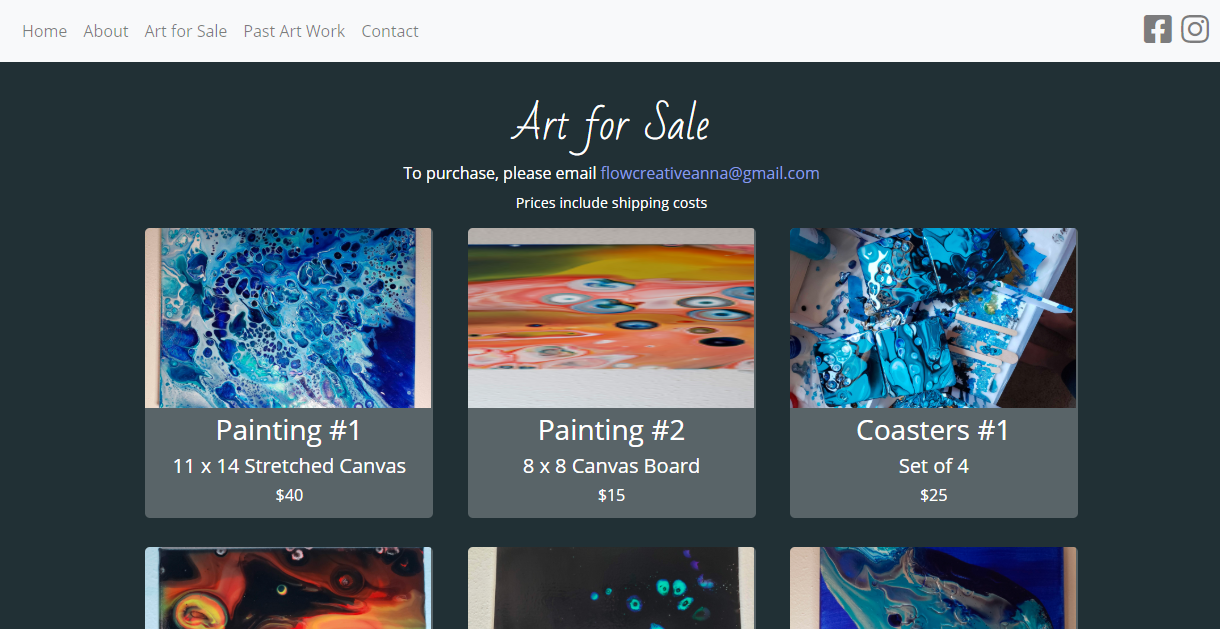 Home About Art for Sale Past Art Work Contact
Art for Sale
To purchase, please email flowcreativeanna@gmail.com
Prices include shipping costs
Painting #1
11 x 14 Stretched Canvas
$40
Painting #2
8 x 8 Canvas Board
$15
Coasters #1
Set of 4
$25